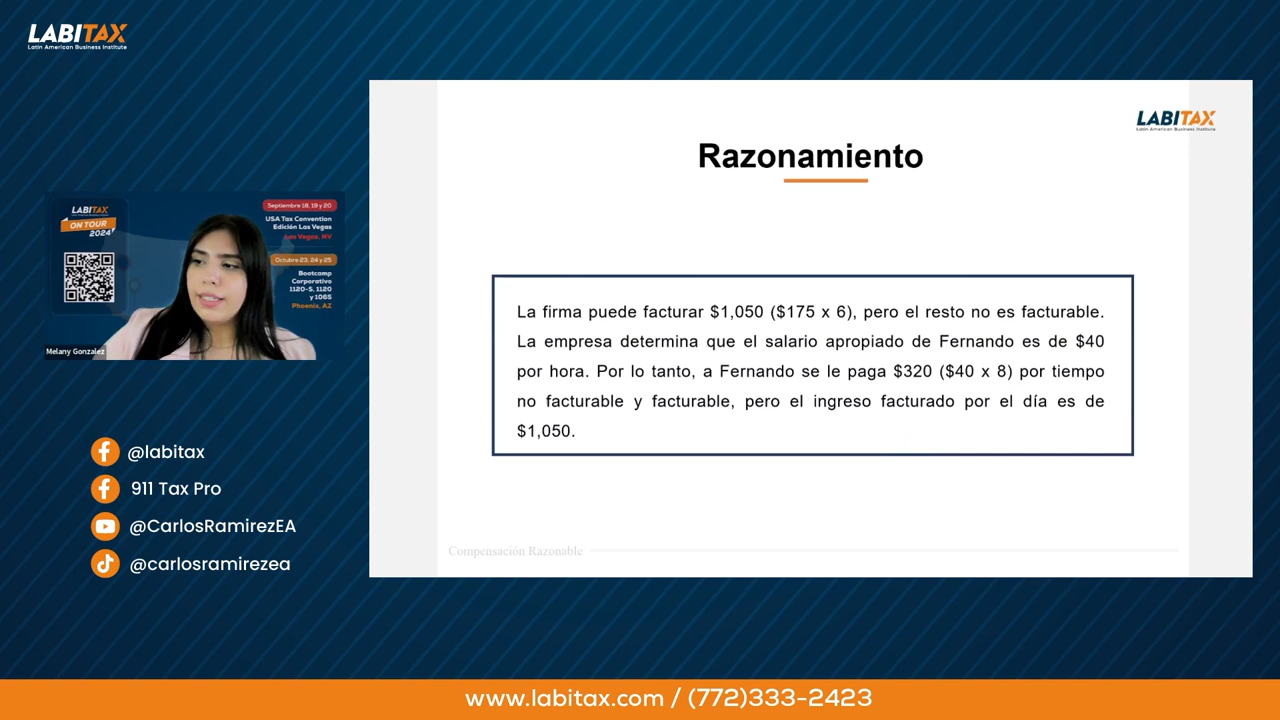 LABITAX
Latin American Business Institute
LABITAX
Latin American Business Institute
Razonamiento
LABITAX
ON TOUR
2024
Septiembre 18, 19 y 20
USA Tax Convention
Edición Las Vegas
Las Vegas, NV
Octubre 23, 24 y 25
Bootcamp
Corporativo
1120-S, 1120
y 1065
Phoenix, AZ
Melany Gonzalez
La firma puede facturar $1,050 ($175 x 6), pero el resto no es facturable.
La empresa determina que el salario apropiado de Fernando es de $40
por hora. Por lo tanto, a Fernando se le paga $320 ($40 x 8) por tiempo
no facturable y facturable, pero el ingreso facturado por el día es de
$1,050.
@labitax
911 Tax Pro
@CarlosRamirezEA
@carlosramirezea
Compensación Razonable
www.labitax.com / (772)333-2423